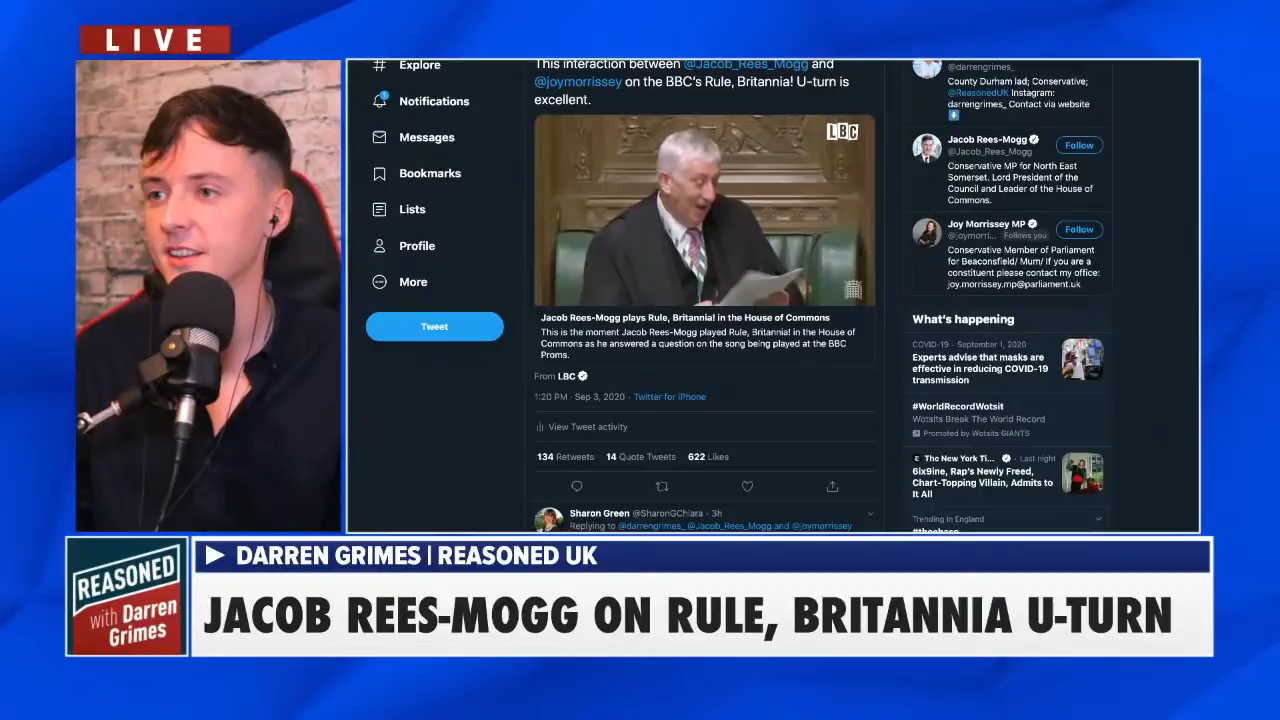 LIVE
# Explore
Notifications
1
Messages
Bookmarks
Lists
Profile
More
Tweet
This interaction between @Jacob_Rees_Mogg and
@joymorrissey on the BBC's Rule, Britannia! U-turn is
excellent.
LBC
Jacob Rees-Mogg plays Rule, Britannia! in the House of Commons
This is the moment Jacob Rees-Mogg played Rule, Britannia! in the House of
Commons as he answered a question on the song being played at the BBC
Proms.
From LBC
1:20 PM · Sep 3, 2020 · Twitter for iPhone
View Tweet activity
134 Retweets 14 Quote Tweets 622 Likes
Sharon Green @SharonGChiara · 3h
Replying to @darrengrimes_ @Jacob_Rees_Mogg and @joymorrissey
@darrengrimes_
County Durham lad; Conservative;
@ReasonedUK Instagram:
darrengrimes_ Contact via website
Jacob Rees-Mogg
@Jacob_Rees_Mogg
Follow
Conservative MP for North East
Somerset. Lord President of the
Council and Leader of the House of
Commons.
Joy Morrissey MP
@joymorri... Follows you
Follow
Conservative Member of Parliament
for Beaconsfield/ Mum/ If you are a
constituent please contact my office:
joy.morrissey.mp@parliament.uk
What's happening
COVID-19 · September 1, 2020
Experts advise that masks are
effective in reducing COVID-19
transmission
#WorldRecordWotsit
Wotsits Break The World Record
Promoted by Wotsits GIANTS
The New York Ti... · Last night
6ix9ine, Rap's Newly Freed,
Chart-Topping Villain, Admits to
It All
Trending in England
#thechase
REASONED
with Darren
Grimes
DARREN GRIMES | REASONED UK
JACOB REES-MOGG ON RULE, BRITANNIA U-TURN